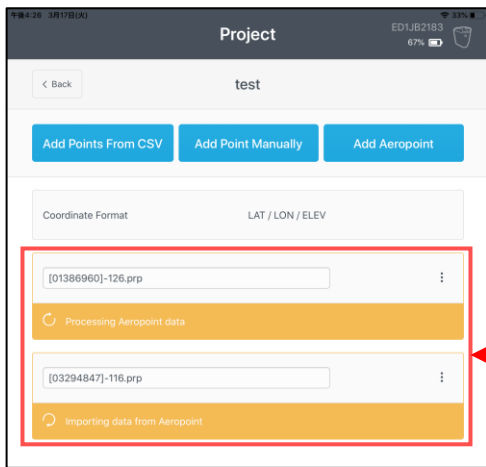 午後4:26 3月17日(火)
33%
Project
ED1JB2183
67%
< Back
test
Add Points From CSV
Add Point Manually
Add Aeropoint
Coordinate Format
LAT / LON / ELEV
[01386960]-126.prp
Processing Aeropoint data
[03294847]-116.prp
Importing data from Aeropoint